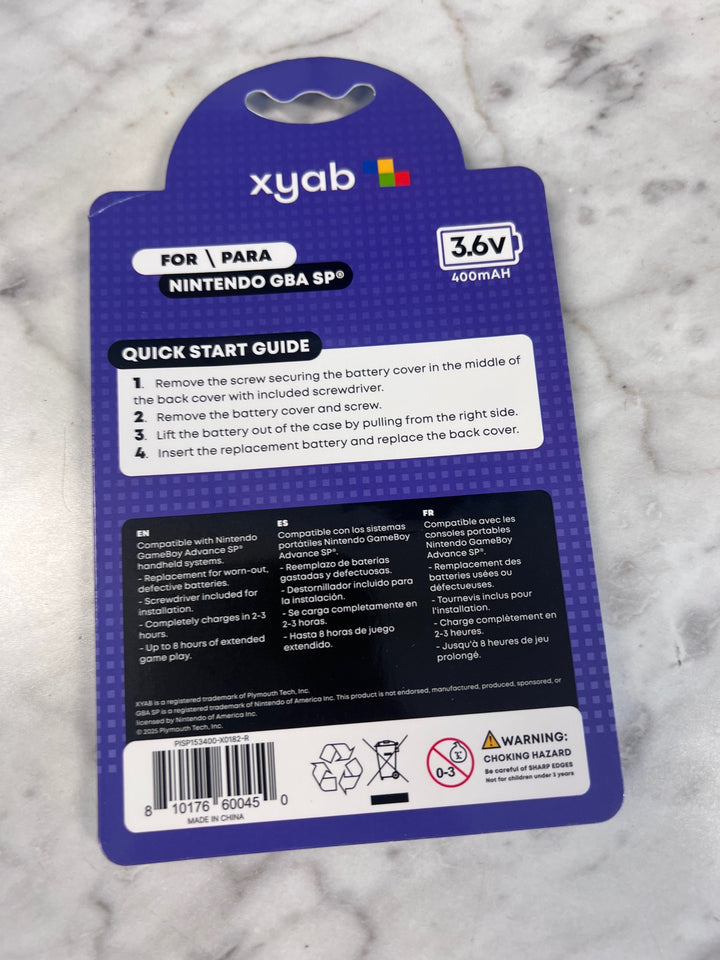 xyab
FOR \ PARA
NINTENDO GBA SP®
3.6V
400mAH
QUICK START GUIDE
1. Remove the screw securing the battery cover in the middle of
the back cover with included screwdriver.
2. Remove the battery cover and screw.
3. Lift the battery out of the case by pulling from the right side.
4. Insert the replacement battery and replace the back cover.
EN
Compatible with Nintendo
GameBoy Advance SP®
handheld systems.
- Replacement for worn-out,
defective batteries.
- Screwdriver included for
installation.
- Completely charges in 2-3
hours.
- Up to 8 hours of extended
game play.
ES
Compatible con los sistemas
portátiles Nintendo GameBoy
Advance SP®.
- Reemplazo de baterias
gastadas y defectuosas.
- Destornillador incluido para
la instalación.
- Se carga completamente en
2-3 horas.
- Hasta 8 horas de juego
extendido.
FR
Compatible avec les
consoles portables
Nintendo GameBoy
Advance SP®.
- Remplacement des
batteries usées ou
défectueuses.
- Tournevis inclus pour
l'installation.
- Charge complètement en
2-3 heures.
- Jusqu'à 8 heures de jeu
prolongé.
XYAB is a registered trademark of Plymouth Tech, Inc.
GBA SP is a registered trademark of Nintendo of America Inc. This product is not endorsed, manufactured, produced, sponsored, or
licensed by Nintendo of America Inc.
© 2025 Plymouth Tech, Inc.
PISP153400-X0182-R
8 10176 60045 0
MADE IN CHINA
0-3
WARNING:
CHOKING HAZARD
Be careful of SHARP EDGES
Not for children under 3 years